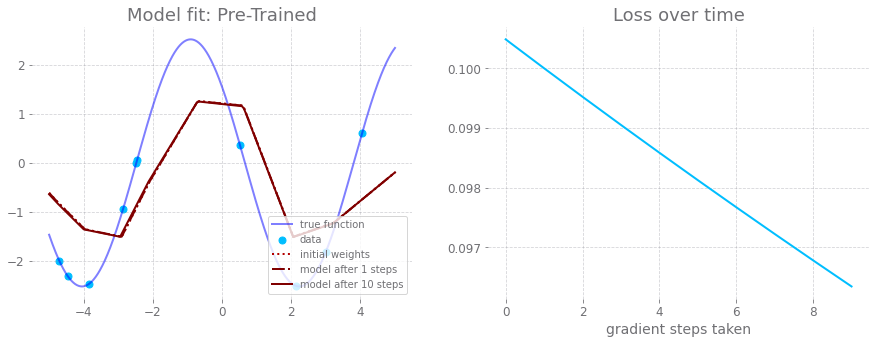 Model fit: Pre-Trained
2
1
0
−1
−2
−4
−2
0
2
4
true function
data
initial weights
model after 1 steps
model after 10 steps
Loss over time
0.100
0.099
0.098
0.097
0
2
4
6
8
gradient steps taken